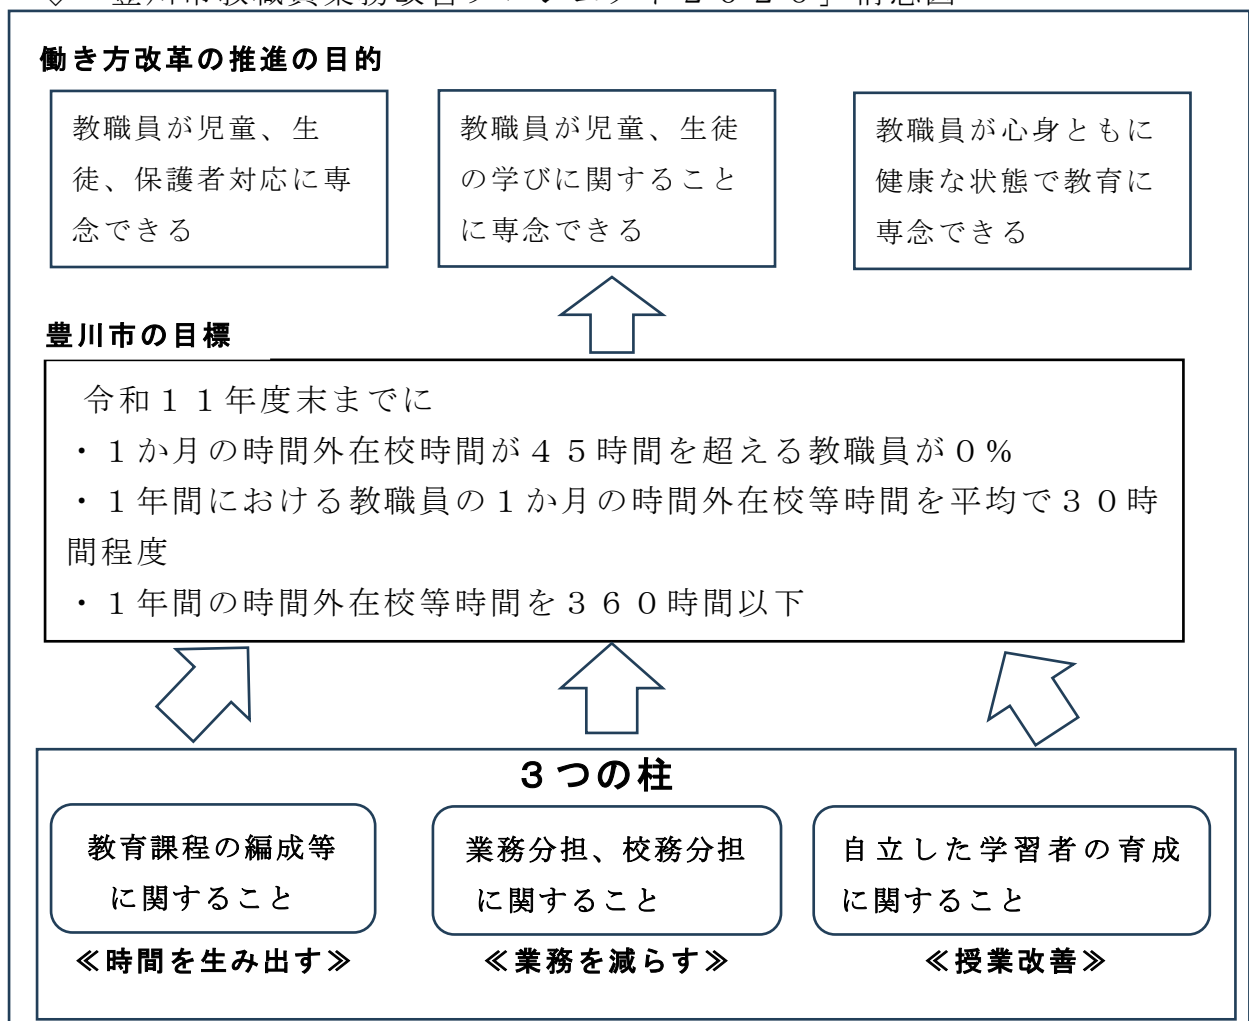 働き方改革の推進の目的
教職員が児童、生
徒、保護者対応に専
念できる
教職員が児童、生徒
の学びに関すること
に専念できる
教職員が心身ともに
健康な状態で教育に
専念できる
豊川市の目標
令和１１年度末までに
・１か月の時間外在校時間が４５時間を超える教職員が０%
・１年間における教職員の１か月の時間外在校等時間を平均で３０時
間程度
・１年間の時間外在校等時間を３６０時間以下
３つの柱
教育課程の編成等
に関すること
≪時間を生み出す≫
業務分担、校務分担
に関すること
≪業務を減らす≫
自立した学習者の育成
に関すること
≪授業改善≫